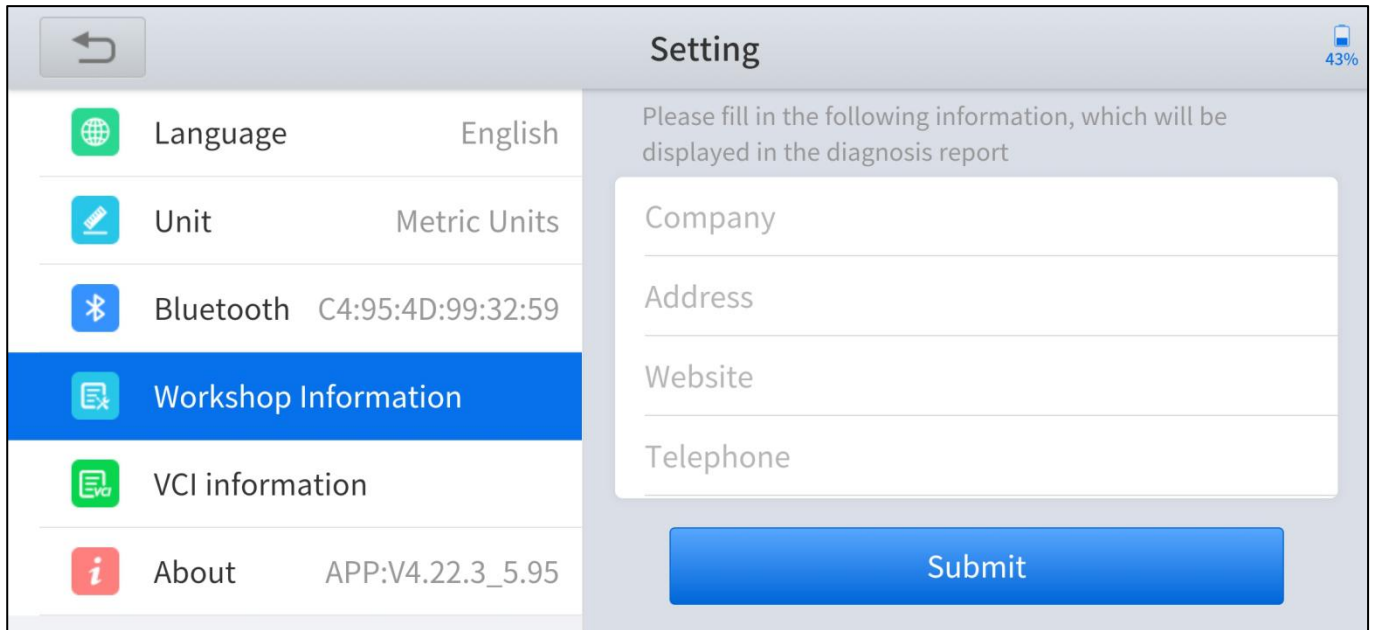 Setting
43%
Language English
Unit Metric Units
Bluetooth C4:95:4D:99:32:59
Workshop Information
VCI information
About APP:V4.22.3_5.95
Please fill in the following information, which will be
displayed in the diagnosis report
Company
Address
Website
Telephone
Submit